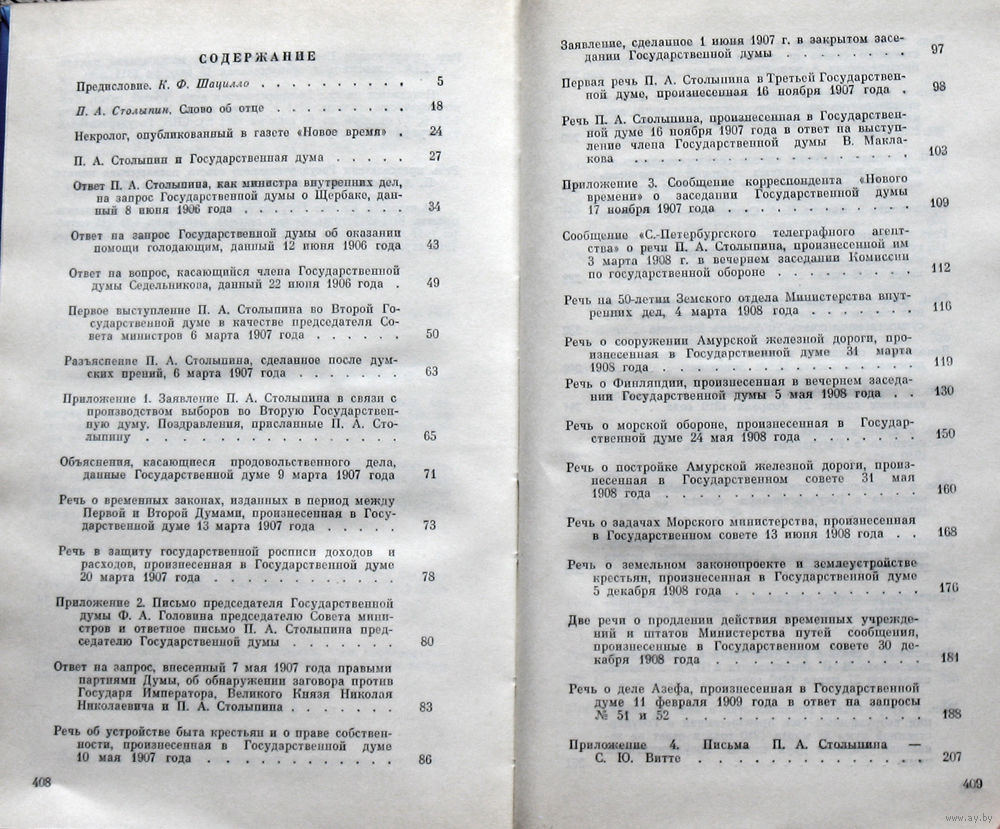 СОДЕРЖАНИЕ
Предисловие. К. Ф. Шацилло . . . . . . . . . 5
П. А. Столыпин. Слово об отце . . . . . . . . 18
Некролог, опубликованный в газете «Новое время» . 24
П. А. Столыпин и Государственная дума . . . . . 27
Ответ П. А. Столыпина, как министра внутренних дел,
на запрос Государственной думы о Щербаке, дан-
ный 8 июня 1906 года . . . . . . . . . . . 34
Ответ на запрос Государственной думы об оказании
помощи голодающим, данный 12 июня 1906 года 43
Ответ на вопрос, касающийся члена Государственной
думы Седельникова, данный 22 июня 1906 года . 49
Первое выступление П. А. Столыпина во Второй Го-
сударственной думе в качестве председателя Со-
вета министров 6 марта 1907 года . . . . . . 50
Разъяснение П. А. Столыпина, сделанное после дум-
ских прений, 6 марта 1907 года . . . . . . . 63
Приложение 1. Заявление П. А. Столыпина в связи с
производством выборов во Вторую Государствен-
ную думу. Поздравления, присланные П. А. Сто-
лыпину . . . . . . . . . . . . . . . . . 65
Объяснения, касающиеся продовольственного дела,
данные Государственной думе 9 марта 1907 года 71
Речь о временных законах, изданных в период между
Первой и Второй Думами, произнесенная в Госу-
дарственной думе 13 марта 1907 года . . . . . 73
Речь в защиту государственной росписи доходов и
расходов, произнесенная в Государственной думе
20 марта 1907 года . . . . . . . . . . . . . 78
Приложение 2. Письмо председателя Государственной
думы Ф. А. Головина председателю Совета мини-
стров и ответное письмо П. А. Столыпина пред-
седателю Государственной думы . . . . . . . 80
Ответ на запрос, внесенный 7 мая 1907 года правыми
партиями Думы, об обнаружении заговора против
Государя Императора, Великого Князя Николая
Николаевича и П. А. Столыпина . . . . . . . 83
Речь об устройстве быта крестьян и о праве собствен-
ности, произнесенная в Государственной думе
10 мая 1907 года . . . . . . . . . . . . . 86
408
Заявление, сделанное 1 июня 1907 г. в закрытом засе-
дании Государственной думы . . . . . . . . 97
Первая речь П. А. Столыпина в Третьей Государствен-
ной думе, произнесенная 16 ноября 1907 года . 98
Речь П. А. Столыпина, произнесенная в Государствен-
ной думе 16 ноября 1907 года в ответ на выступ-
ление члена Государственной думы В. Макла-
кова . . . . . . . . . . . . . . . . . . 103
Приложение 3. Сообщение корреспондента «Нового
времени» о заседании Государственной думы
17 ноября 1907 года . . . . . . . . . . . . 109
Сообщение «С.-Петербургского телеграфного агент-
ства» о речи П. А. Столыпина, произнесенной им
3 марта 1908 г. в вечернем заседании Комиссии
по государственной обороне . . . . . . . . . 112
Речь на 50-летии Земского отдела Министерства внут-
ренних дел, 4 марта 1908 года . . . . . . . 116
Речь о сооружении Амурской железной дороги, про-
изнесенная в Государственной думе 31 марта
1908 года . . . . . . . . . . . . . . . . 119
Речь о Финляндии, произнесенная в вечернем заседа-
нии Государственной думы 5 мая 1908 года . . 130
Речь о морской обороне, произнесенная в Государ-
ственной думе 24 мая 1908 года . . . . . . . 150
Речь о постройке Амурской железной дороги, произ-
несенная в Государственном совете 31 мая
1908 года . . . . . . . . . . . . . . . . 160
Речь о задачах Морского министерства, произнесенная
в Государственном совете 13 июня 1908 года . . 168
Речь о земельном законопроекте и землеустройстве
крестьян, произнесенная в Государственной думе
5 декабря 1908 года . . . . . . . . . . . . 176
Две речи о продлении действия временных учрежде-
ний и штатов Министерства путей сообщения,
произнесенные в Государственном совете 30 де-
кабря 1908 года . . . . . . . . . . . . . 181
Речь о деле Азефа, произнесенная в Государственной
думе 11 февраля 1909 года в ответ на запросы
№ 51 и 52 . . . . . . . . . . . . . . . . 188
Приложение 4. Письма П. А. Столыпина —
С. Ю. Витте . . . . . . . . . . . . . . . 207
409
www.ay.by